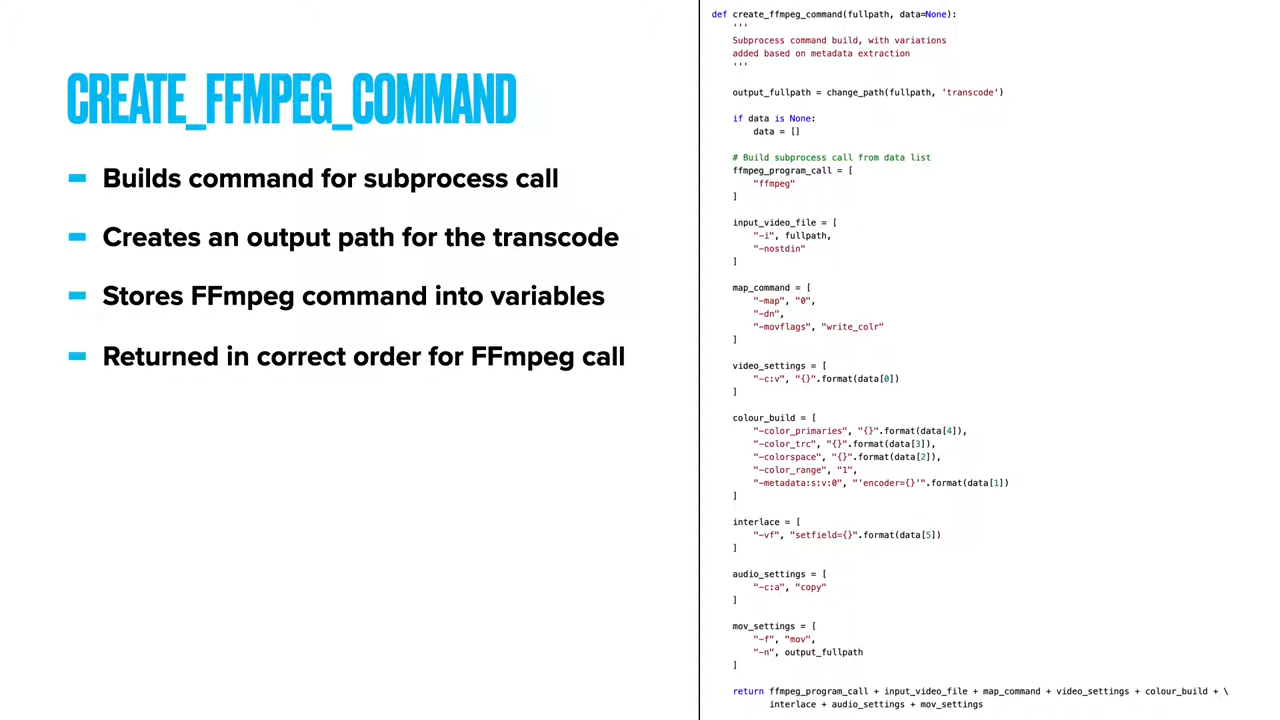 CREATE_FFMPEG_COMMAND
Builds command for subprocess call
Creates an output path for the transcode
Stores FFmpeg command into variables
Returned in correct order for FFmpeg call
def create_ffmpeg_command(fullpath, data=None):
    '''
    Subprocess command build, with variations
    added based on metadata extraction
    '''
    output_fullpath = change_path(fullpath, 'transcode')
    if data is None:
        data = []
    # Build subprocess call from data list
    ffmpeg_program_call = [
        "ffmpeg"
    ]
    input_video_file = [
        "-i", fullpath,
        "-nostdin"
    ]
    map_command = [
        "-map", "0",
        "-dn",
        "-movflags", "write_colr"
    ]
    video_settings = [
        "-c:v", "{}".format(data[0])
    ]
    colour_build = [
        "-color_primaries", "{}".format(data[4]),
        "-color_trc", "{}".format(data[3]),
        "-colorspace", "{}".format(data[2]),
        "-color_range", "1",
        "-metadata:s:v:0", "'encoder={}'".format(data[1])
    ]
    interlace = [
        "-vf", "setfield={}".format(data[5])
    ]
    audio_settings = [
        "-c:a", "copy"
    ]
    mov_settings = [
        "-f", "mov",
        "-n", output_fullpath
    ]
    return ffmpeg_program_call + input_video_file + map_command + video_settings + colour_build + \
           interlace + audio_settings + mov_settings